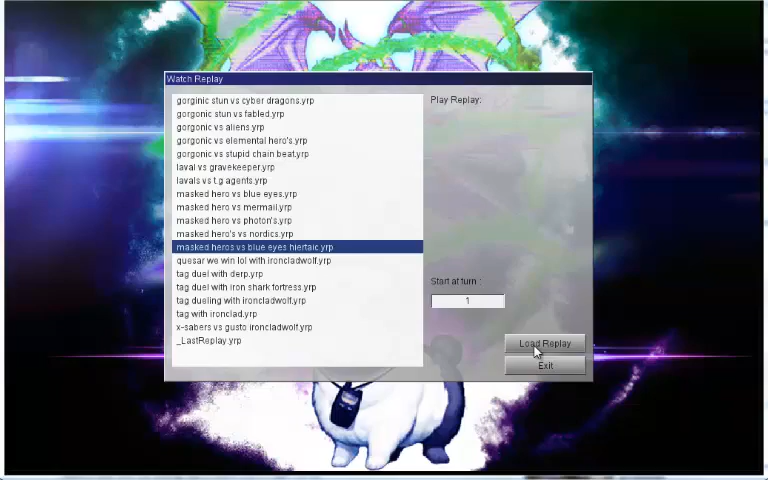 Watch Replay
gorginic stun vs cyber dragons.yrp
gorgonic stun vs fabled.yrp
gorgonic vs aliens.yrp
gorgonic vs elemental hero's.yrp
gorgonic vs stupid chain beat.yrp
laval vs gravekeeper.yrp
lavals vs t.g agents.yrp
masked hero vs blue eyes.yrp
masked hero vs mermail.yrp
masked hero vs photon's.yrp
masked hero's vs nordics.yrp
masked heros vs blue eyes hiertaic.yrp
quesar we win lol with ironcladwolf.yrp
tag duel with derp.yrp
tag duel with iron shark fortress.yrp
tag dueling with ironcladwolf.yrp
tag with ironclad.yrp
x-sabers vs gusto ironcladwolf.yrp
_LastReplay.yrp
Play Replay:
Start at turn :
1
Load Replay
Exit